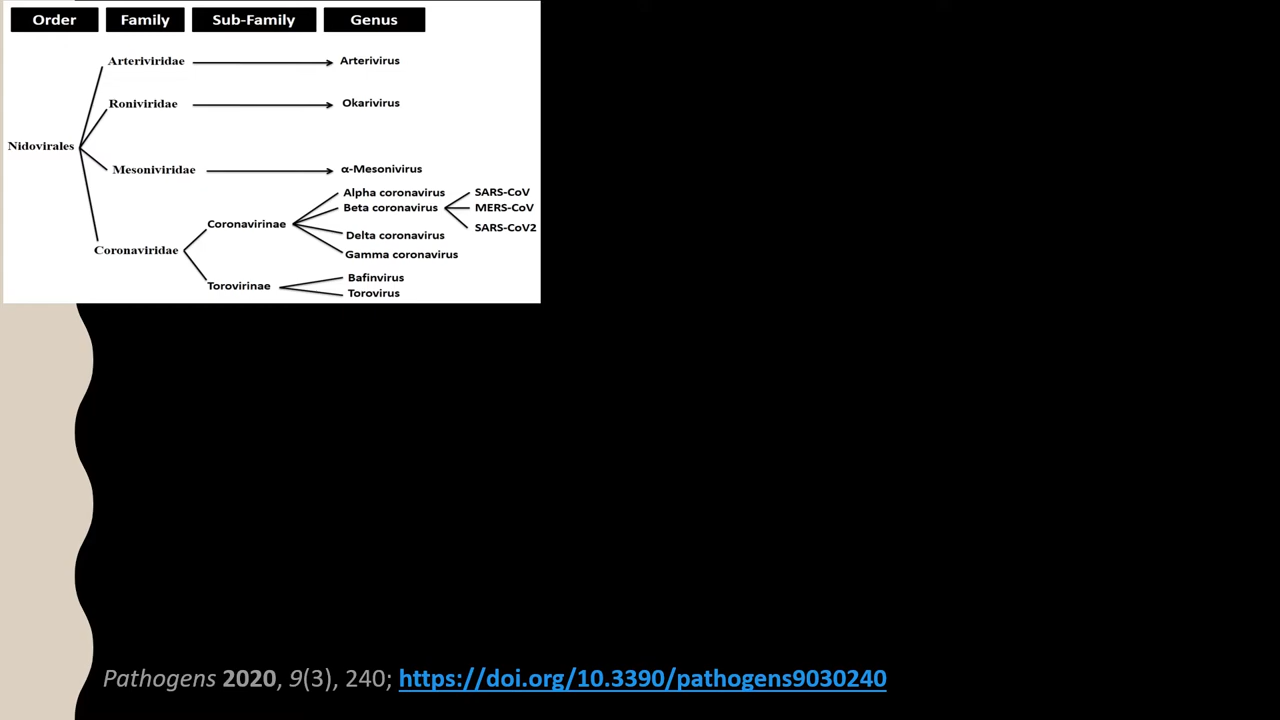 Order Family Sub-Family Genus
Arteriviridae Arterivirus
Roniviridae Okarivirus
Nidovirales
Mesoniviridae α-Mesonivirus
Alpha coronavirus SARS-CoV
Beta coronavirus MERS-CoV
Coronavirinae SARS-CoV2
Delta coronavirus
Coronaviridae Gamma coronavirus
Bafinvirus
Torovirinae
Torovirus
Pathogens 2020, 9(3), 240; https://doi.org/10.3390/pathogens9030240